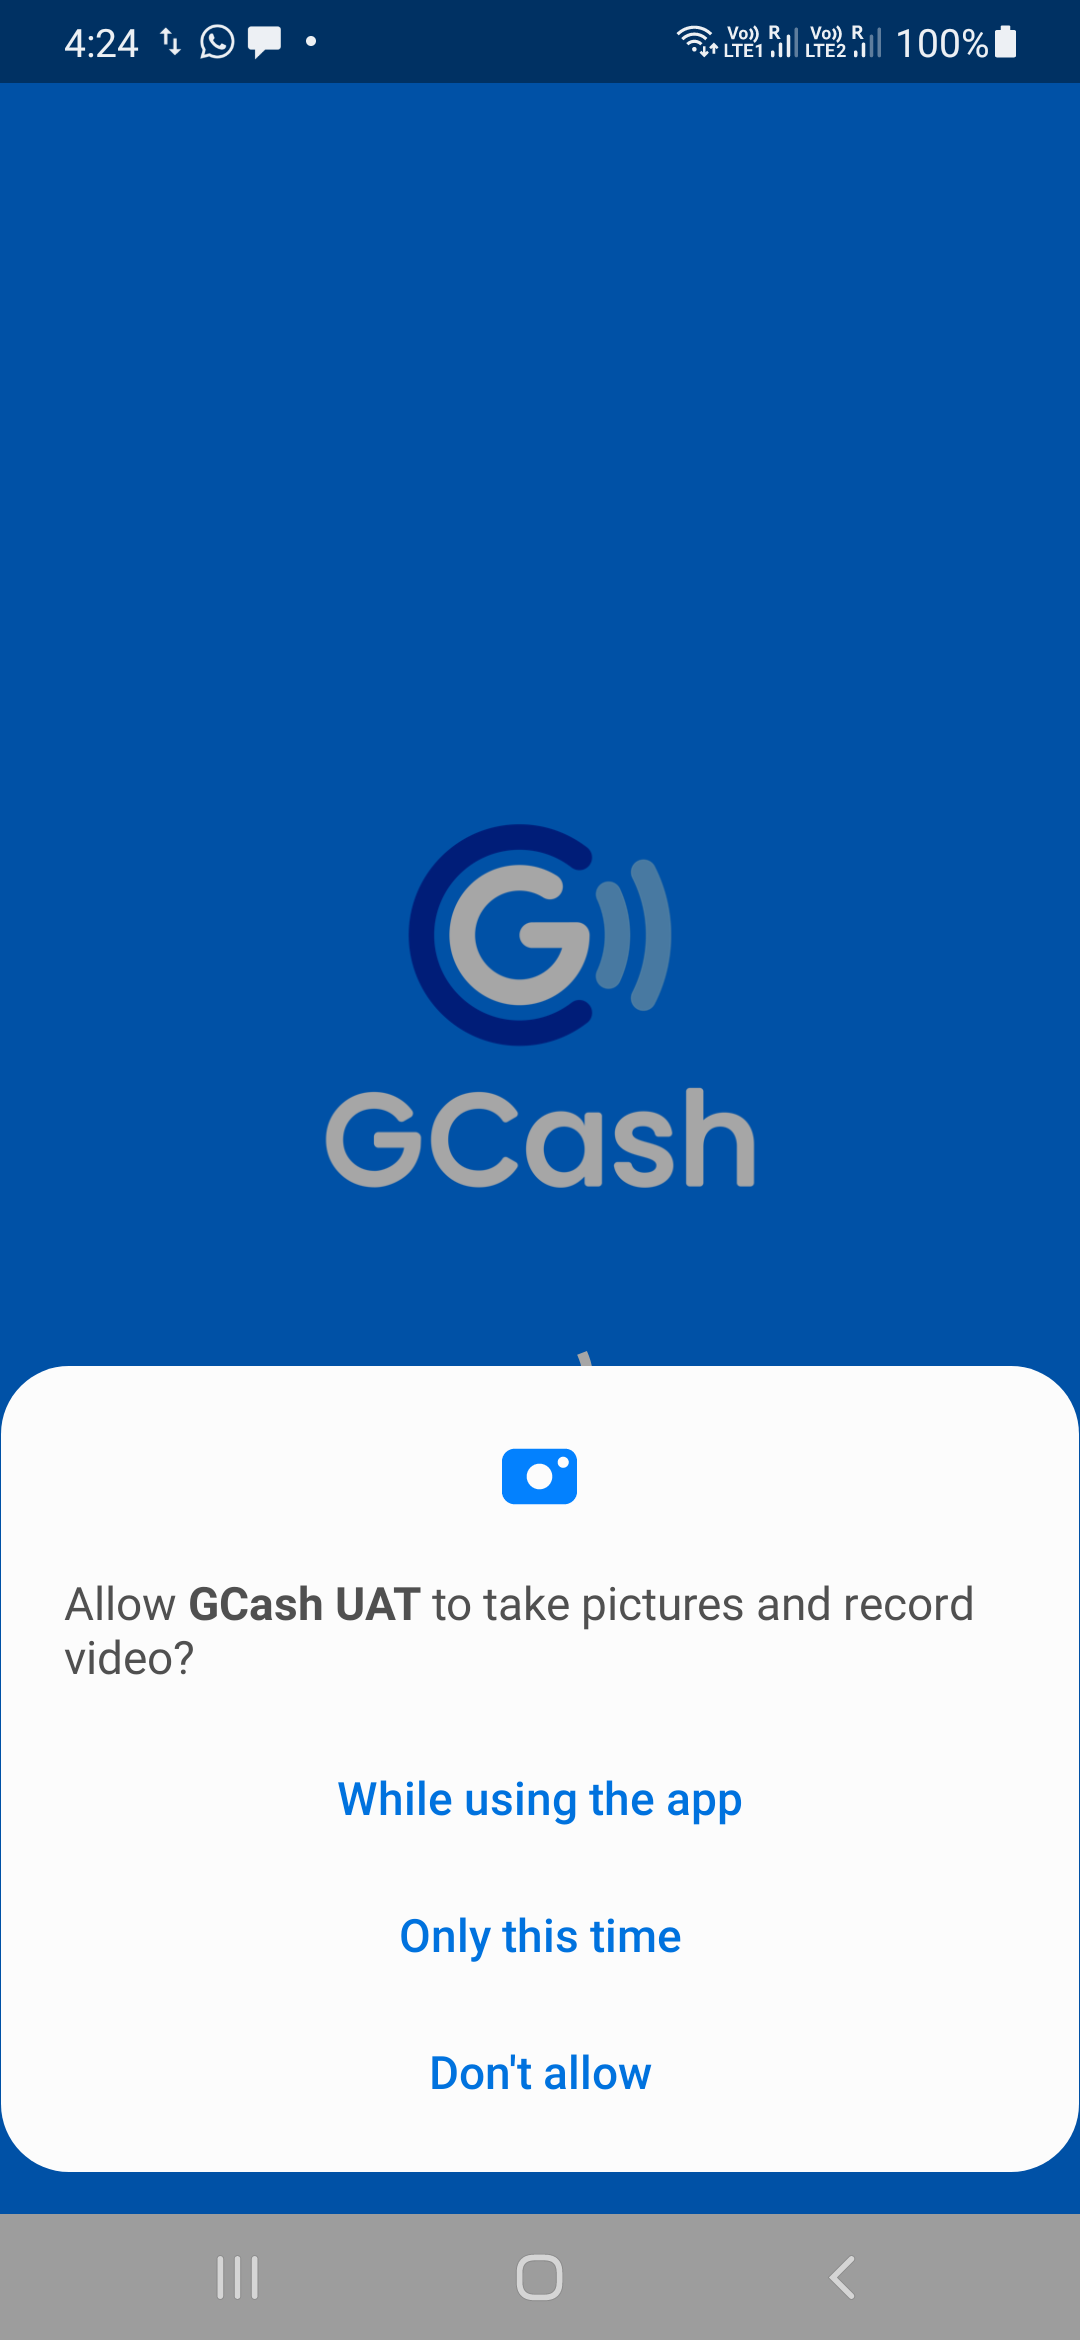 4:24
Vo)) R Vo)) R
LTE1 LTE2 100%
G
GCash
Allow GCash UAT to take pictures and record
video?
While using the app
Only this time
Don't allow